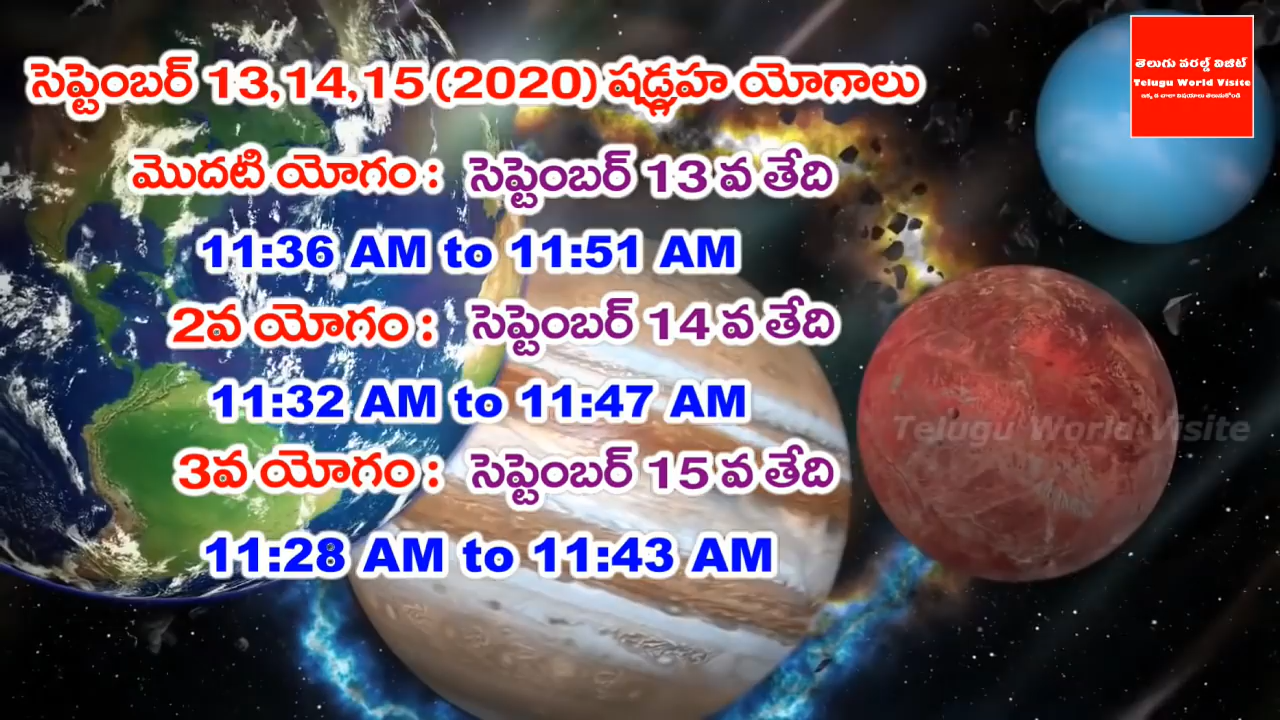 సెప్టెంబర్ 13,14,15 (2020) షడ్గ్రహ యోగాలు
మొదటి యోగం : సెప్టెంబర్ 13 వ తేది
11:36 AM to 11:51 AM
2వ యోగం : సెప్టెంబర్ 14 వ తేది
11:32 AM to 11:47 AM
3వ యోగం : సెప్టెంబర్ 15 వ తేది
11:28 AM to 11:43 AM
తెలుగు వరల్డ్ విజిట్
Telugu World Visite
Telugu World Visite